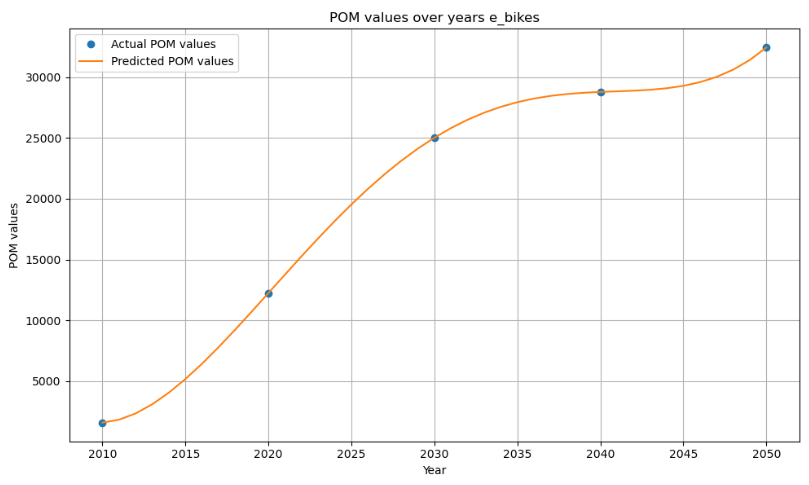 POM values over years e_bikes
Actual POM values
Predicted POM values
30000
25000
20000
15000
10000
5000
POM values
2010 2015 2020 2025 2030 2035 2040 2045 2050
Year